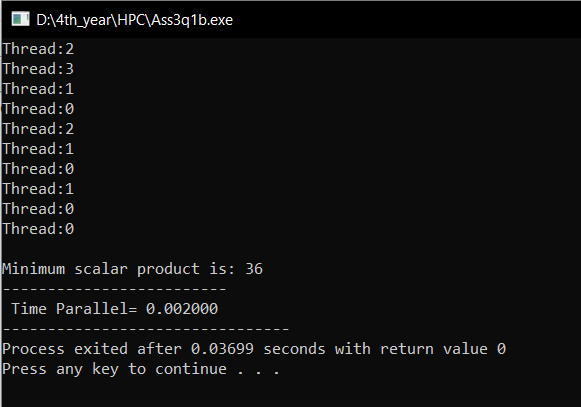 D:\4th_year\HPC\Ass3q1b.exe
Thread:2
Thread:3
Thread:1
Thread:0
Thread:2
Thread:1
Thread:0
Thread:1
Thread:0
Thread:0
Minimum scalar product is: 36
-------------------------
Time Parallel= 0.002000
--------------------------------
Process exited after 0.03699 seconds with return value 0
Press any key to continue . . .